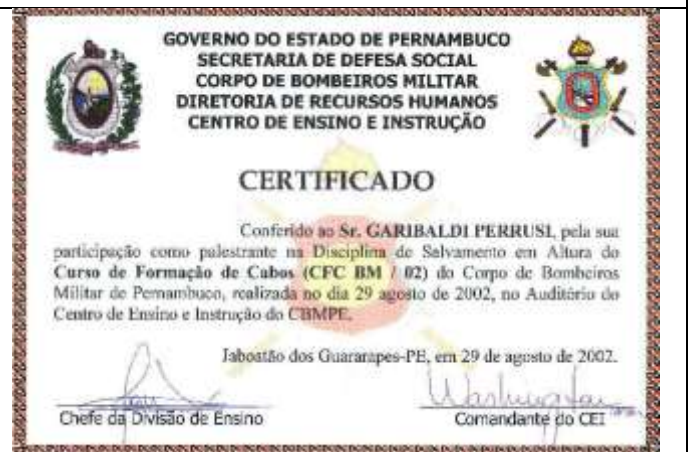 GOVERNO DO ESTADO DE PERNAMBUCO
SECRETARIA DE DEFESA SOCIAL
CORPO DE BOMBEIROS MILITAR
DIRETORIA DE RECURSOS HUMANOS
CENTRO DE ENSINO E INSTRUÇÃO
CERTIFICADO
Conferido ao Sr. GARIBALDI PERRUSI, pela sua
participação como palestrante na Disciplina de Salvamento em Altura do
Curso de Formação de Cabos (CFC BM / 02) do Corpo de Bombeiros
Militar de Pernambuco, realizada no dia 29 agosto de 2002, no Auditório do
Centro de Ensino e Instrução do CBMPE.
Jaboatão dos Guararapes-PE, em 29 de agosto de 2002.
Chefe da Divisão de Ensino
Comandante do CEI